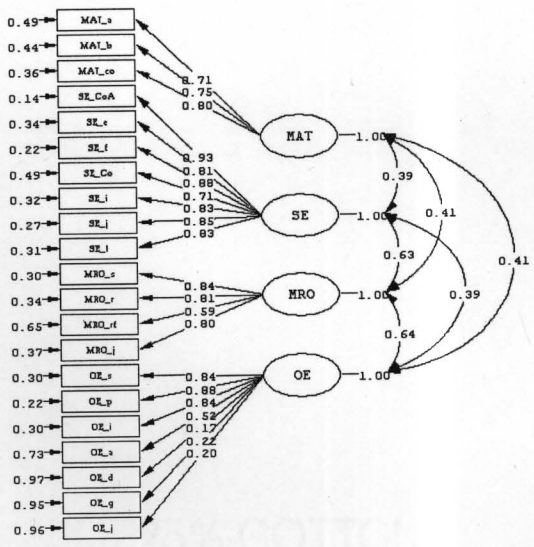 0.49 MAT_a
0.44 MAT_b
0.36 MAT_co
0.14 SE_CoA
0.34 SE_e
0.22 SE_f
0.49 SE_Co
0.32 SE_i
0.27 SE_j
0.31 SE_l
0.30 MRO_s
0.34 MRO_r
0.65 MRO_rf
0.37 MRO_j
0.30 OE_s
0.22 OE_p
0.30 OE_i
0.73 OE_a
0.97 OE_d
0.95 OE_g
0.96 OE_j
0.71
0.75
0.80
0.93
0.81
0.88
0.71
0.83
0.85
0.83
0.84
0.81
0.59
0.80
0.84
0.88
0.84
0.52
0.17
0.22
0.20
MAT 1.00
SE 1.00
MRO 1.00
OE 1.00
0.39
0.41
0.41
0.63
0.39
0.64